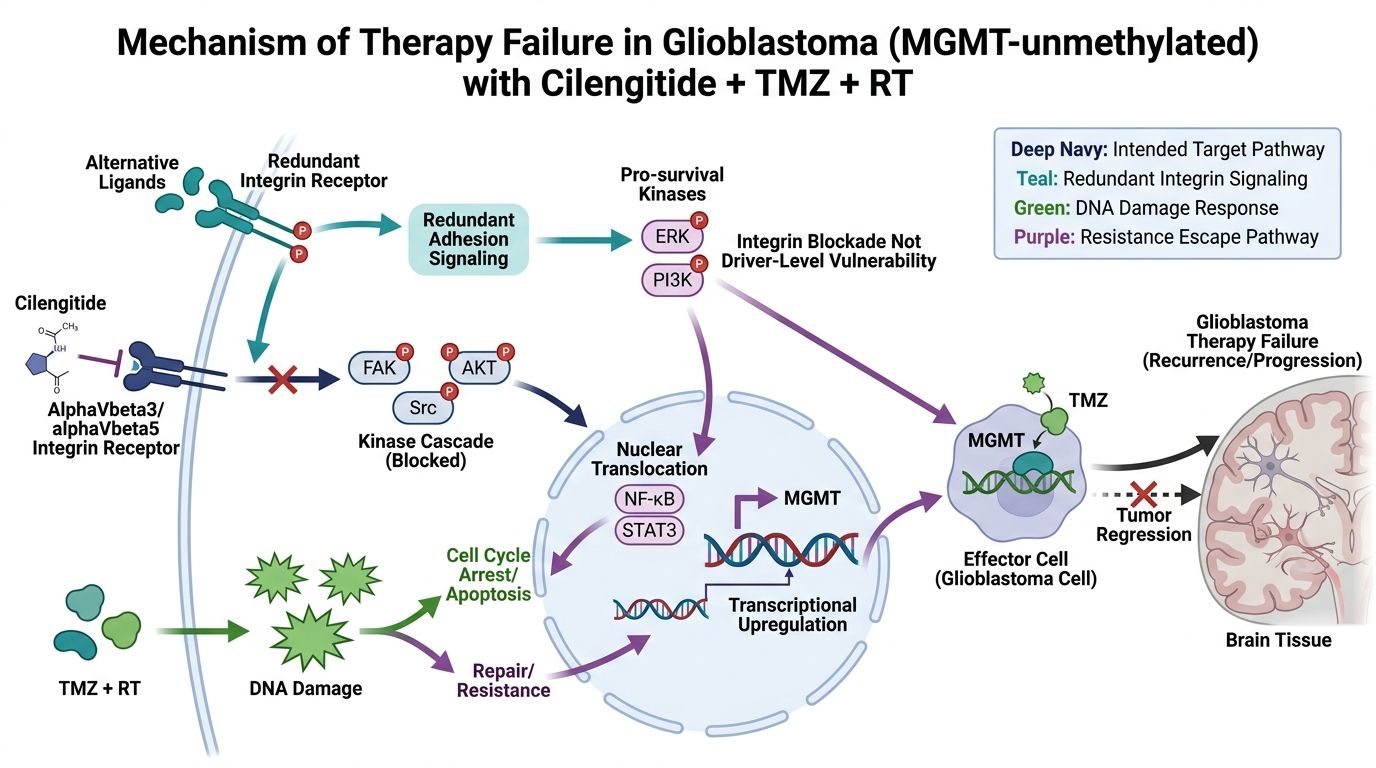 Mechanism of Therapy Failure in Glioblastoma (MGMT-unmethylated)
with Cilengitide + TMZ + RT
Deep Navy: Intended Target Pathway
Teal: Redundant Integrin Signaling
Green: DNA Damage Response
Purple: Resistance Escape Pathway
Alternative
Ligands
Redundant
Integrin Receptor
P
P
Redundant
Adhesion
Signaling
Pro-survival
Kinases
ERK
P
PI3K
P
Integrin Blockade Not
Driver-Level Vulnerability
Cilengitide
O
CH₃
NH
O
AlphaVbeta3/
alphaVbeta5
Integrin Receptor
FAK
P
P
AKT
P
Src
P
Kinase Cascade
(Blocked)
Nuclear
Translocation
NF-κB
STAT3
MGMT
Transcriptional
Upregulation
TMZ + RT
DNA Damage
Cell Cycle
Arrest/
Apoptosis
Repair/
Resistance
TMZ
MGMT
Effector Cell
(Glioblastoma Cell)
Tumor
Regression
Glioblastoma
Therapy Failure
(Recurrence/Progression)
Brain Tissue